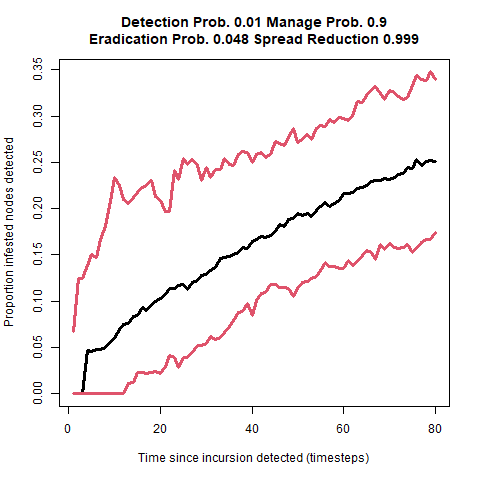 Detection Prob. 0.01 Manage Prob. 0.9
Eradication Prob. 0.048 Spread Reduction 0.999
Proportion infested nodes detected
0.35
0.30
0.25
0.20
0.15
0.10
0.05
0.00
0 20 40 60 80
Time since incursion detected (timesteps)